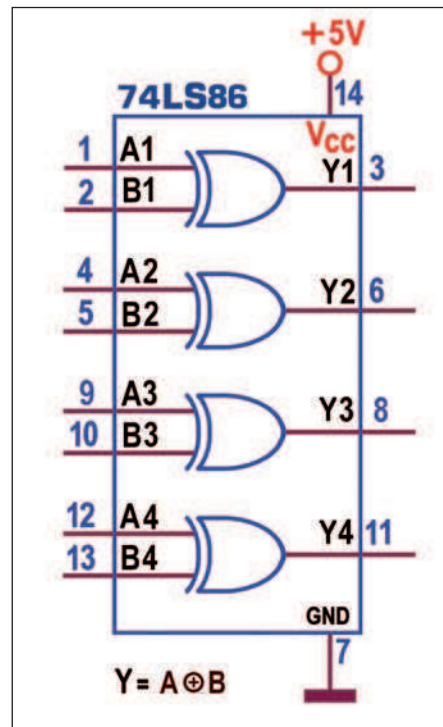 +5V
74LS86 14
VCC
1 A1 Y1 3
2 B1
4 A2 Y2 6
5 B2
9 A3 Y3 8
10 B3
12 A4 Y4 11
13 B4
GND
7
Y = A⊕B